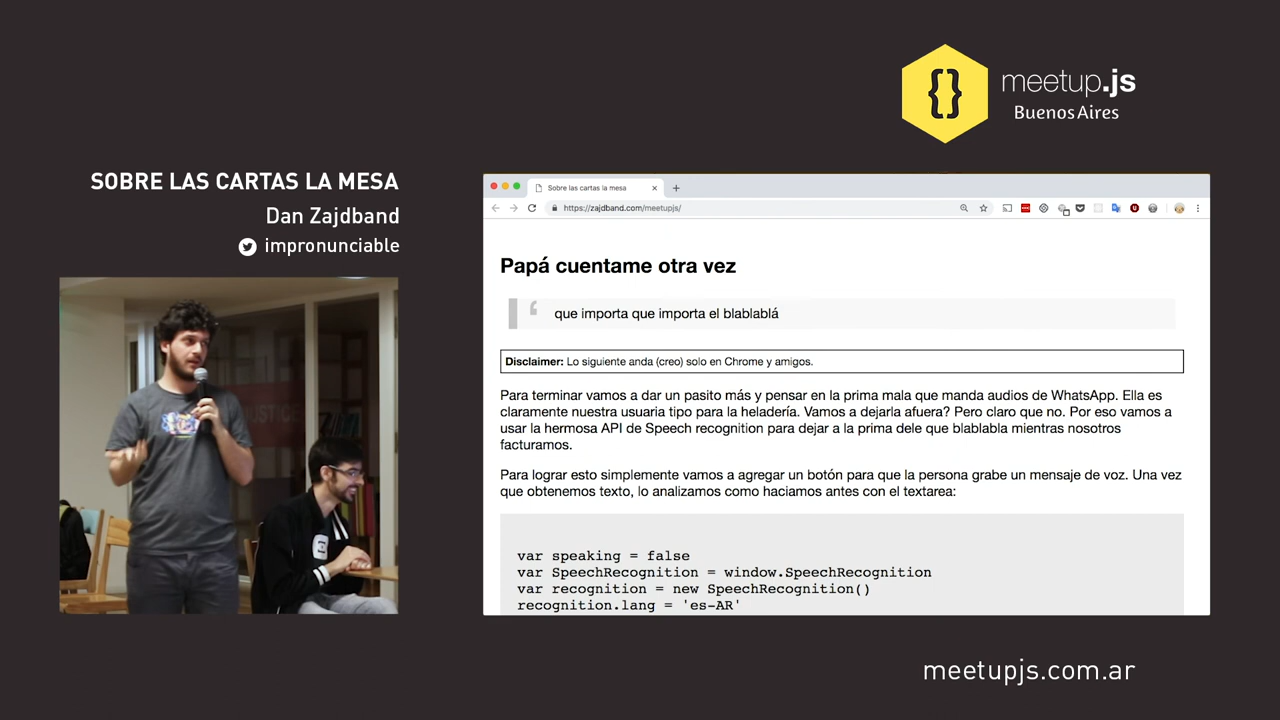 {} meetup.js
Buenos Aires
SOBRE LAS CARTAS LA MESA
Dan Zajdband
impronunciable
Sobre las cartas la mesa
https://zajdband.com/meetupjs/
Papá cuentame otra vez
que importa que importa el blablablá
Disclaimer: Lo siguiente anda (creo) solo en Chrome y amigos.
Para terminar vamos a dar un pasito más y pensar en la prima mala que manda audios de WhatsApp. Ella es
claramente nuestra usuaria tipo para la heladería. Vamos a dejarla afuera? Pero claro que no. Por eso vamos a
usar la hermosa API de Speech recognition para dejar a la prima dele que blablabla mientras nosotros
facturamos.
Para lograr esto simplemente vamos a agregar un botón para que la persona grabe un mensaje de voz. Una vez
que obtenemos texto, lo analizamos como haciamos antes con el textarea:
var speaking = false
var SpeechRecognition = window.SpeechRecognition
var recognition = new SpeechRecognition()
recognition.lang = 'es-AR'
meetupjs.com.ar